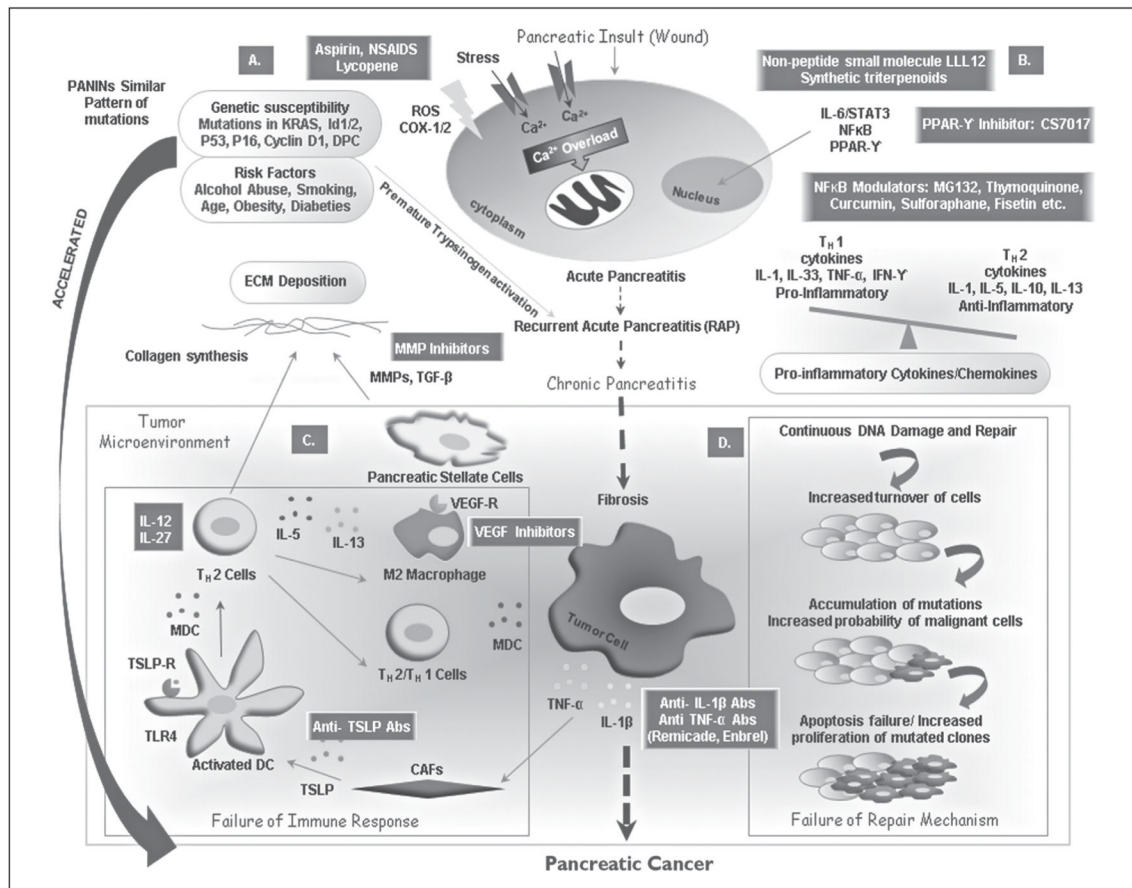 Pancreatic Insult (Wound)
A.
Aspirin, NSAIDS
Lycopene
Stress
Non-peptide small molecule LLL12
Synthetic triterpenoids
B.
PANINs Similar
Pattern of
mutations
Genetic susceptibility
Mutations in KRAS, Id1/2,
P53, P16, Cyclin D1, DPC
ROS
COX-1/2
Ca²⁺
Ca²⁺
Ca²⁺ Overload
IL-6/STAT3
NFκB
PPAR-ϒ
PPAR-ϒ Inhibitor: CS7017
Risk Factors
Alcohol Abuse, Smoking,
Age, Obesity, Diabeties
Nucleus
cytoplasm
NFκB Modulators: MG132, Thymoquinone,
Curcumin, Sulforaphane, Fisetin etc.
ACCELERATED
Premature Trypsinogen activation
ECM Deposition
Acute Pancreatitis
TH1
cytokines
IL-1, IL-33, TNF-α, IFN-ϒ
Pro-Inflammatory
TH2
cytokines
IL-1, IL-5, IL-10, IL-13
Anti-Inflammatory
Recurrent Acute Pancreatitis (RAP)
Collagen synthesis
MMP Inhibitors
MMPs, TGF-β
Chronic Pancreatitis
Pro-inflammatory Cytokines/Chemokines
Tumor
Microenvironment
C.
Pancreatic Stellate Cells
D.
Continuous DNA Damage and Repair
Fibrosis
Increased turnover of cells
IL-12
IL-27
IL-5
IL-13
VEGF-R
VEGF Inhibitors
TH2 Cells
M2 Macrophage
MDC
TH2/TH1 Cells
MDC
Tumor Cell
Accumulation of mutations
Increased probability of malignant cells
TSLP-R
TLR4
Activated DC
Anti- TSLP Abs
TSLP
CAFs
TNF-α
IL-1β
Anti- IL-1β Abs
Anti TNF-α Abs
(Remicade, Enbrel)
Apoptosis failure/ Increased
proliferation of mutated clones
Failure of Immune Response
Failure of Repair Mechanism
Pancreatic Cancer